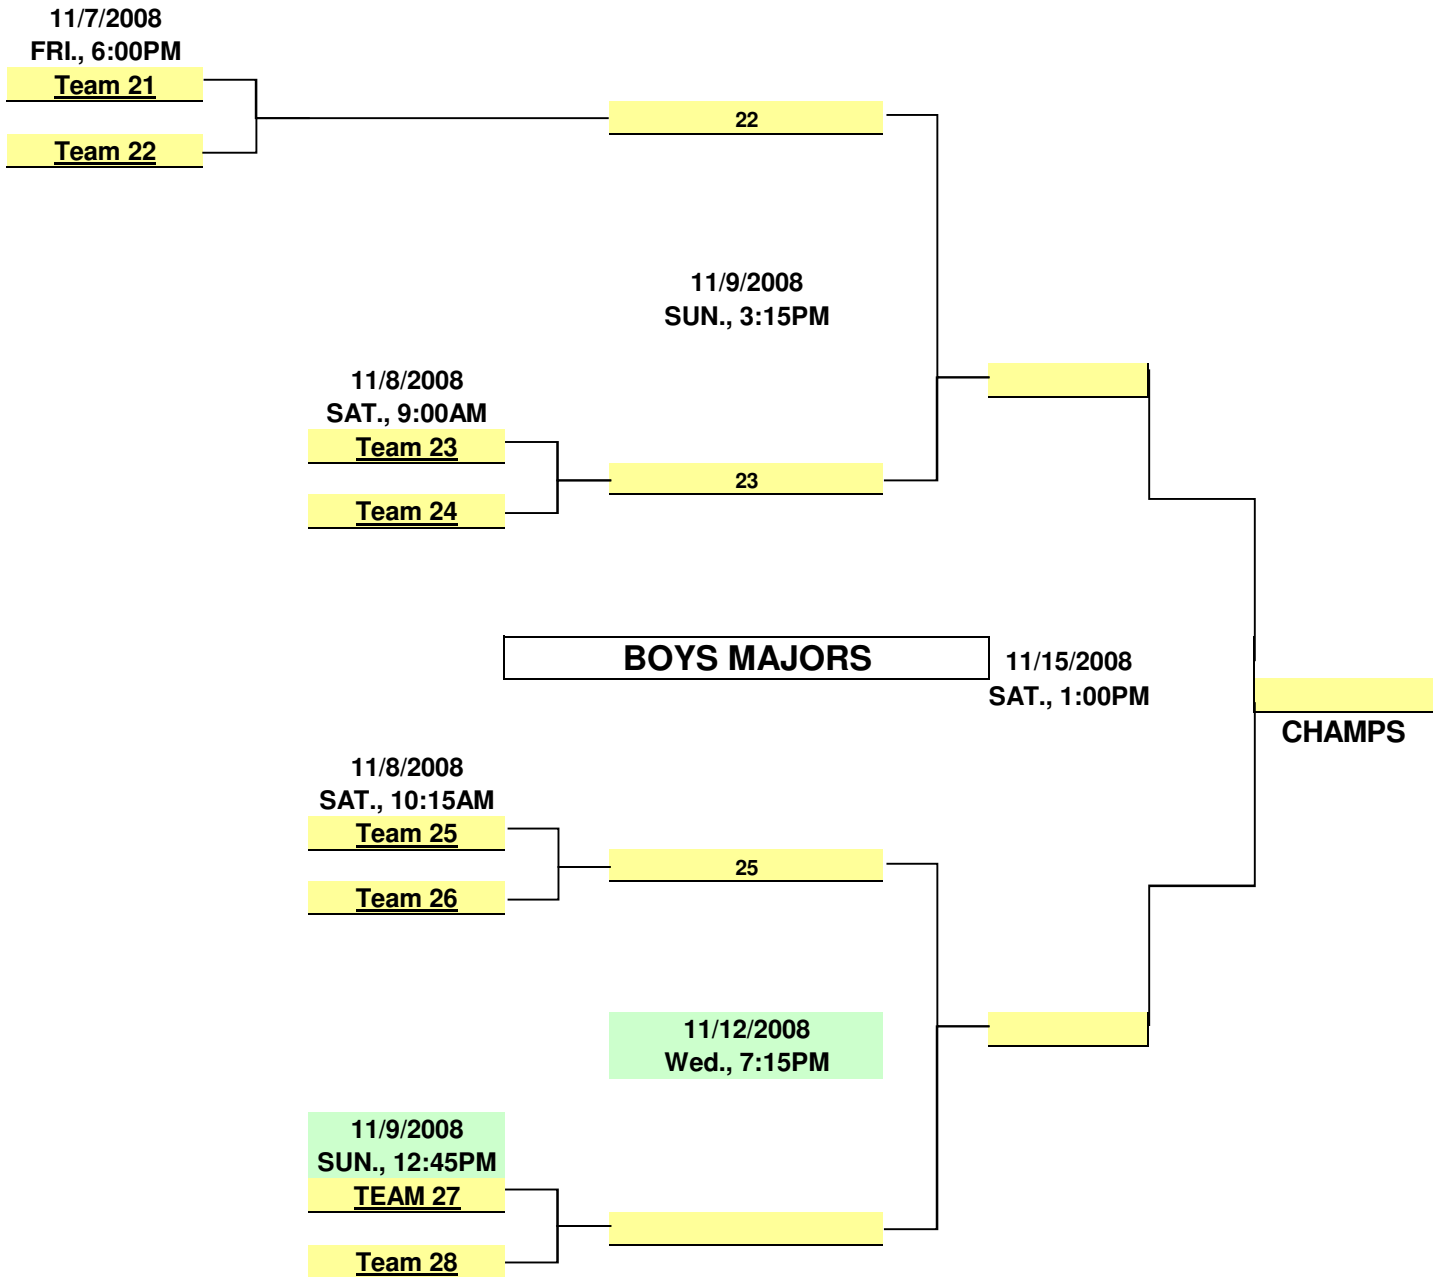 11/7/2008
FRI., 6:00PM
Team 21
22
Team 22
11/9/2008
SUN., 3:15PM
11/8/2008
SAT., 9:00AM
Team 23
23
Team 24
BOYS MAJORS
11/15/2008
SAT., 1:00PM
CHAMPS
11/8/2008
SAT., 10:15AM
Team 25
25
Team 26
11/12/2008
Wed., 7:15PM
11/9/2008
SUN., 12:45PM
TEAM 27
Team 28